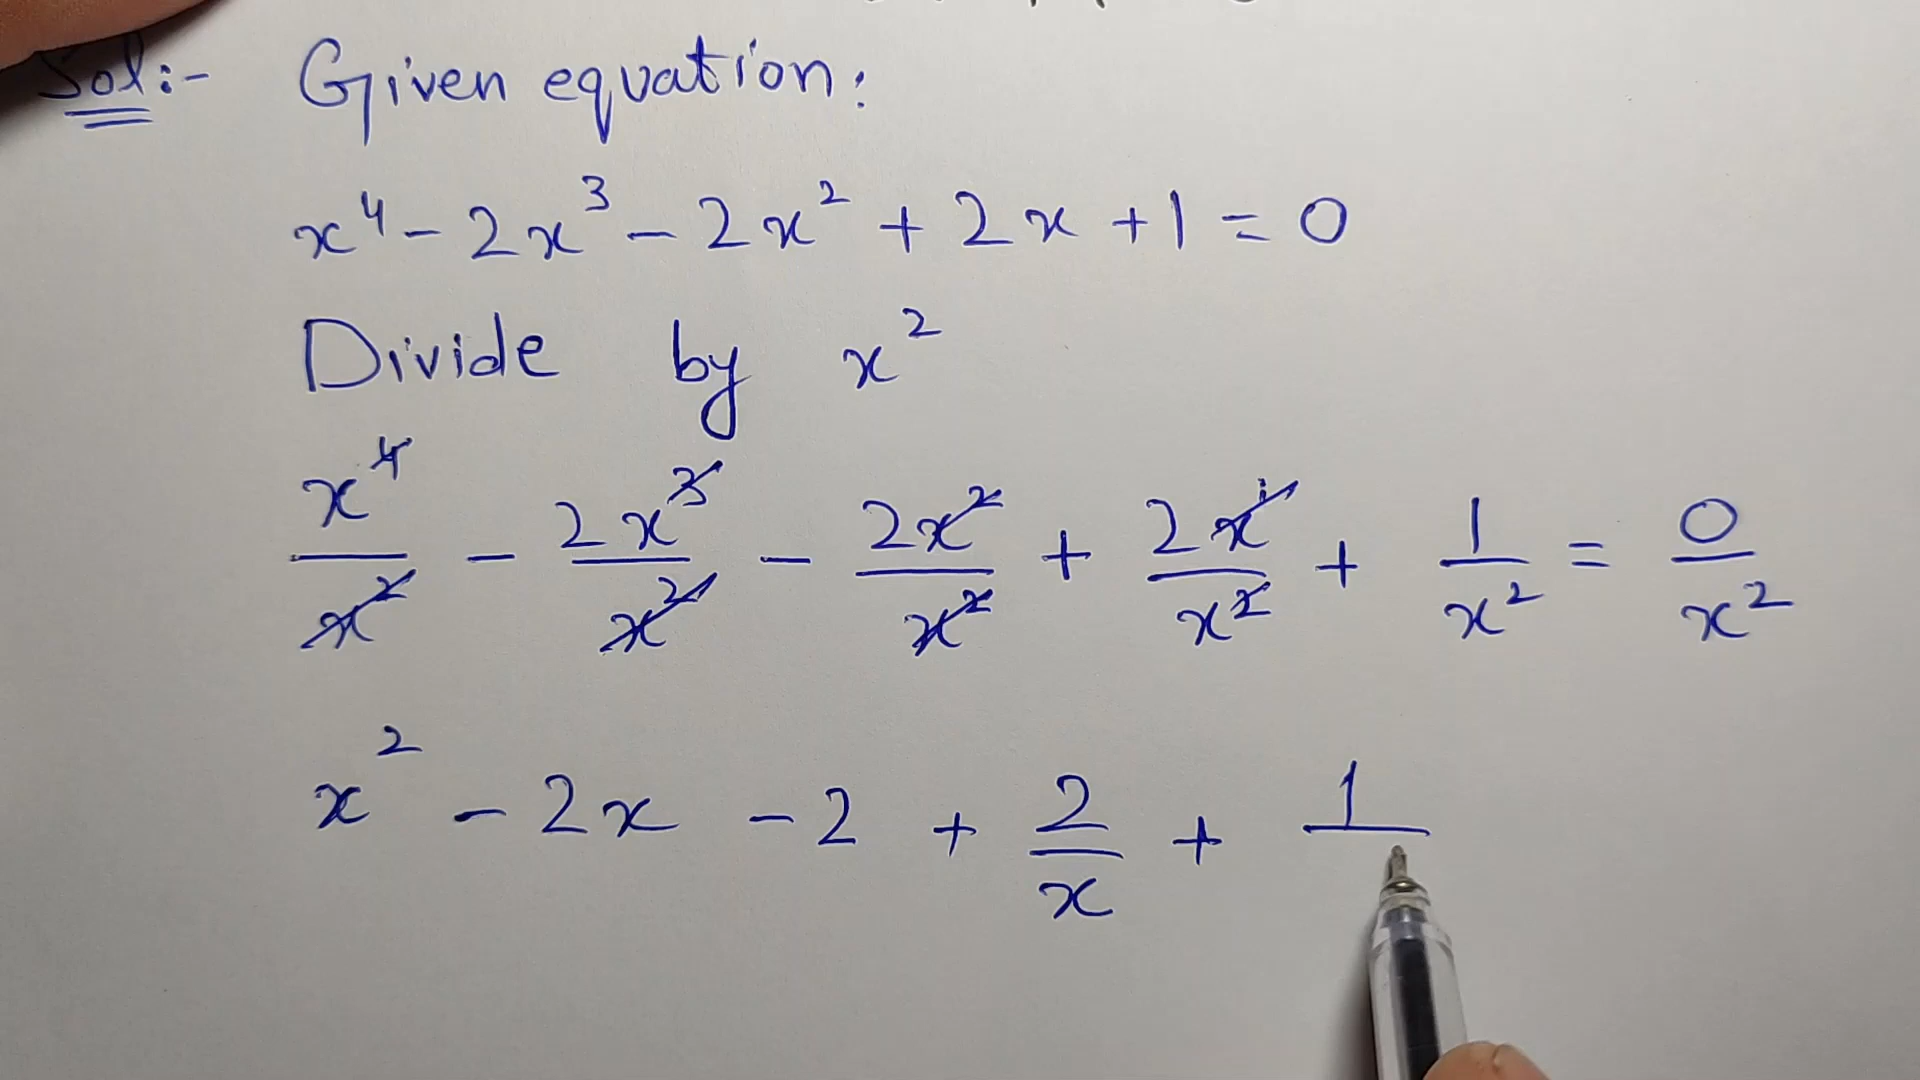 Sol:- Given equation:
x⁴ - 2x³ - 2x² + 2x + 1 = 0
Divide by x²
x⁴/x² - 2x³/x² - 2x²/x² + 2x¹/x² + 1/x² = 0/x²
x² - 2x - 2 + 2/x + 1/